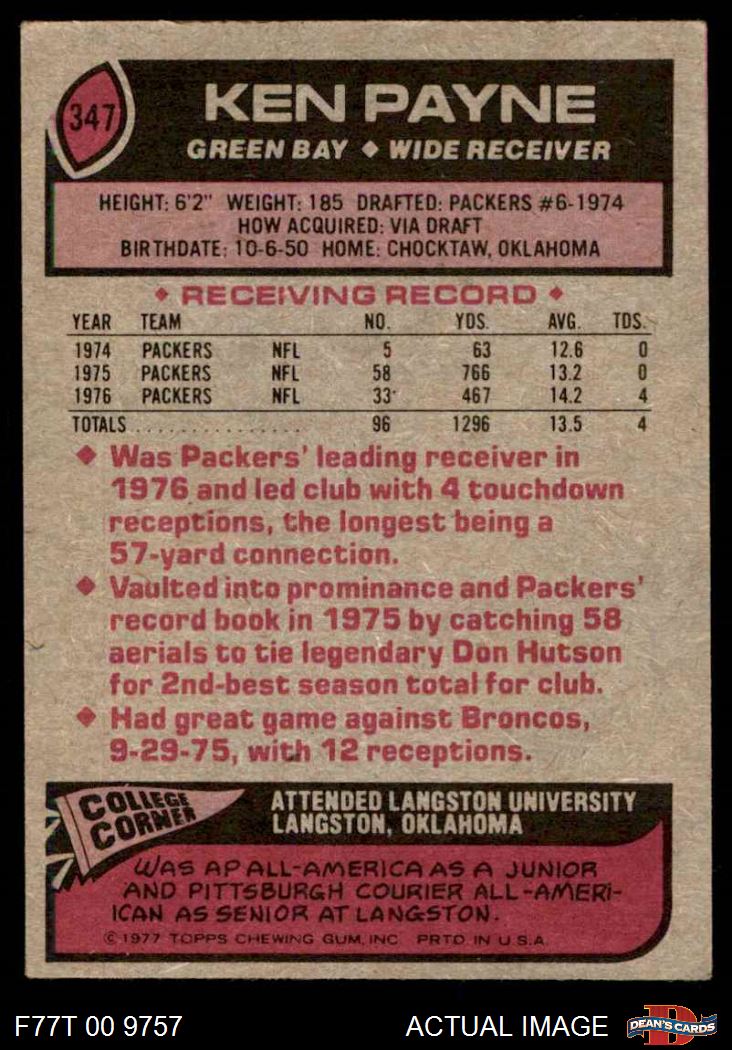 347
KEN PAYNE
GREEN BAY ♦ WIDE RECEIVER
HEIGHT: 6'2" WEIGHT: 185 DRAFTED: PACKERS #6-1974
HOW ACQUIRED: VIA DRAFT
BIRTHDATE: 10-6-50 HOME: CHOCKTAW, OKLAHOMA
♦ RECEIVING RECORD ♦
YEAR TEAM NO. YDS. AVG. TDS.
1974 PACKERS NFL 5 63 12.6 0
1975 PACKERS NFL 58 766 13.2 0
1976 PACKERS NFL 33 467 14.2 4
TOTALS ................ 96 1296 13.5 4
♦ Was Packers' leading receiver in
1976 and led club with 4 touchdown
receptions, the longest being a
57-yard connection.
♦ Vaulted into prominance and Packers'
record book in 1975 by catching 58
aerials to tie legendary Don Hutson
for 2nd-best season total for club.
♦ Had great game against Broncos,
9-29-75, with 12 receptions.
COLLEGE
CORNER
ATTENDED LANGSTON UNIVERSITY
LANGSTON, OKLAHOMA
WAS AP ALL-AMERICA AS A JUNIOR
AND PITTSBURGH COURIER ALL-AMERI-
ICAN AS SENIOR AT LANGSTON.
© 1977 TOPPS CHEWING GUM, INC. PRTD. IN U.S.A.
F77T 00 9757 ACTUAL IMAGE
D
DEAN'S CARDS